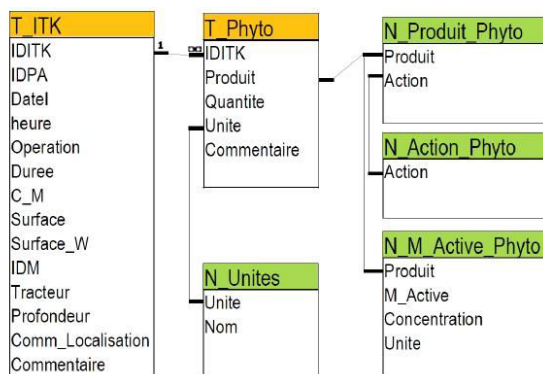 T_ITK
IDITK
IDPA
DateI
heure
Operation
Duree
C_M
Surface
Surface_W
IDM
Tracteur
Profondeur
Comm_Localisation
Commentaire
1
∞
T_Phyto
IDITK
Produit
Quantite
Unite
Commentaire
N_Unites
Unite
Nom
N_Produit_Phyto
Produit
Action
N_Action_Phyto
Action
N_M_Active_Phyto
Produit
M_Active
Concentration
Unite